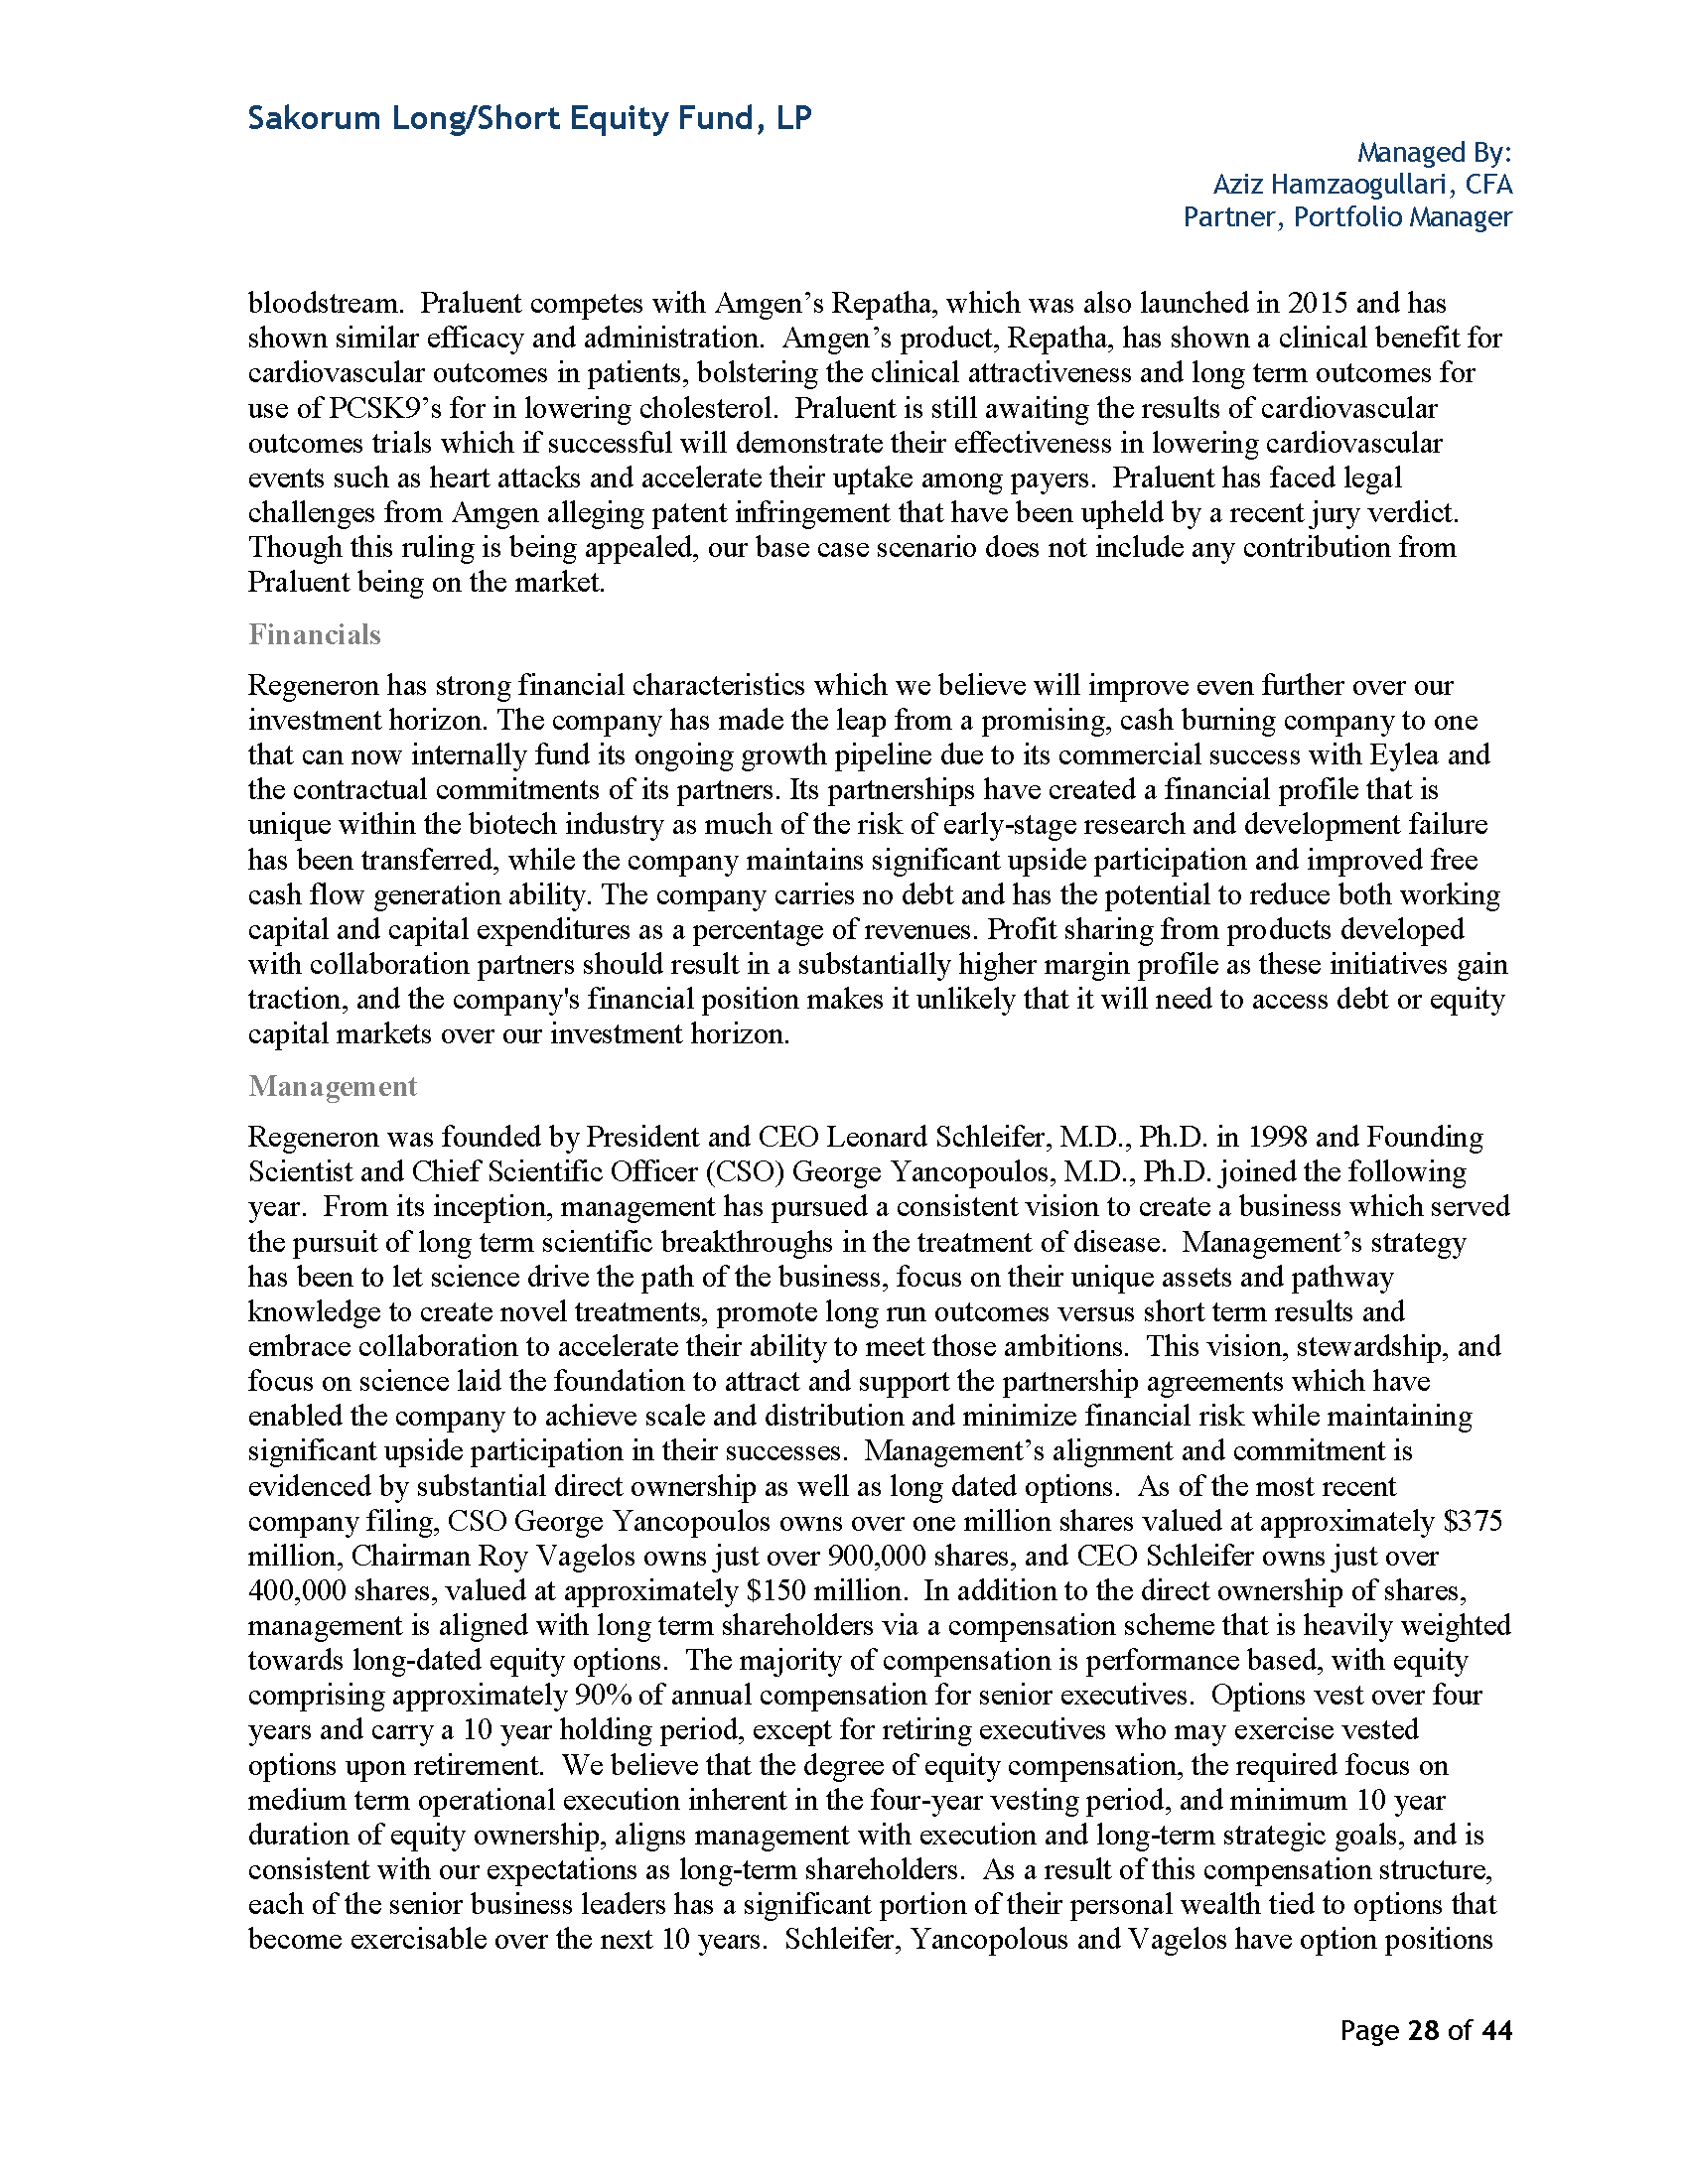 Sakorum Long/Short Equity Fund, LP
Managed By:
Aziz Hamzaogullari, CFA
Partner, Portfolio Manager
bloodstream.  Praluent competes with Amgen’s Repatha, which was also launched in 2015 and has
shown similar efficacy and administration.  Amgen’s product, Repatha, has shown a clinical benefit for
cardiovascular outcomes in patients, bolstering the clinical attractiveness and long term outcomes for
use of PCSK9’s for in lowering cholesterol.  Praluent is still awaiting the results of cardiovascular
outcomes trials which if successful will demonstrate their effectiveness in lowering cardiovascular
events such as heart attacks and accelerate their uptake among payers.  Praluent has faced legal
challenges from Amgen alleging patent infringement that have been upheld by a recent jury verdict.
Though this ruling is being appealed, our base case scenario does not include any contribution from
Praluent being on the market.
Financials
Regeneron has strong financial characteristics which we believe will improve even further over our
investment horizon. The company has made the leap from a promising, cash burning company to one
that can now internally fund its ongoing growth pipeline due to its commercial success with Eylea and
the contractual commitments of its partners. Its partnerships have created a financial profile that is
unique within the biotech industry as much of the risk of early-stage research and development failure
has been transferred, while the company maintains significant upside participation and improved free
cash flow generation ability. The company carries no debt and has the potential to reduce both working
capital and capital expenditures as a percentage of revenues. Profit sharing from products developed
with collaboration partners should result in a substantially higher margin profile as these initiatives gain
traction, and the company's financial position makes it unlikely that it will need to access debt or equity
capital markets over our investment horizon.
Management
Regeneron was founded by President and CEO Leonard Schleifer, M.D., Ph.D. in 1998 and Founding
Scientist and Chief Scientific Officer (CSO) George Yancopoulos, M.D., Ph.D. joined the following
year.  From its inception, management has pursued a consistent vision to create a business which served
the pursuit of long term scientific breakthroughs in the treatment of disease.  Management’s strategy
has been to let science drive the path of the business, focus on their unique assets and pathway
knowledge to create novel treatments, promote long run outcomes versus short term results and
embrace collaboration to accelerate their ability to meet those ambitions.  This vision, stewardship, and
focus on science laid the foundation to attract and support the partnership agreements which have
enabled the company to achieve scale and distribution and minimize financial risk while maintaining
significant upside participation in their successes.  Management’s alignment and commitment is
evidenced by substantial direct ownership as well as long dated options.  As of the most recent
company filing, CSO George Yancopoulos owns over one million shares valued at approximately $375
million, Chairman Roy Vagelos owns just over 900,000 shares, and CEO Schleifer owns just over
400,000 shares, valued at approximately $150 million.  In addition to the direct ownership of shares,
management is aligned with long term shareholders via a compensation scheme that is heavily weighted
towards long-dated equity options.  The majority of compensation is performance based, with equity
comprising approximately 90% of annual compensation for senior executives.  Options vest over four
years and carry a 10 year holding period, except for retiring executives who may exercise vested
options upon retirement.  We believe that the degree of equity compensation, the required focus on
medium term operational execution inherent in the four-year vesting period, and minimum 10 year
duration of equity ownership, aligns management with execution and long-term strategic goals, and is
consistent with our expectations as long-term shareholders.  As a result of this compensation structure,
each of the senior business leaders has a significant portion of their personal wealth tied to options that
become exercisable over the next 10 years.  Schleifer, Yancopolous and Vagelos have option positions
Page 28 of 44